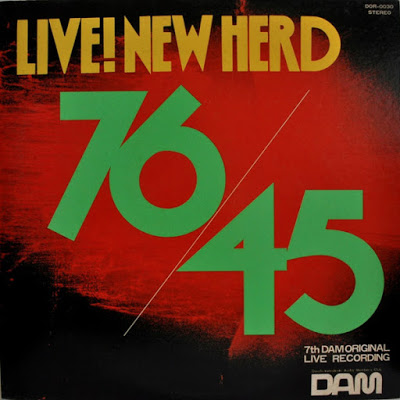 DOR-0030
STEREO
LIVE! NEW HERD
76/45
7th DAM ORIGINAL
LIVE RECORDING
DAM